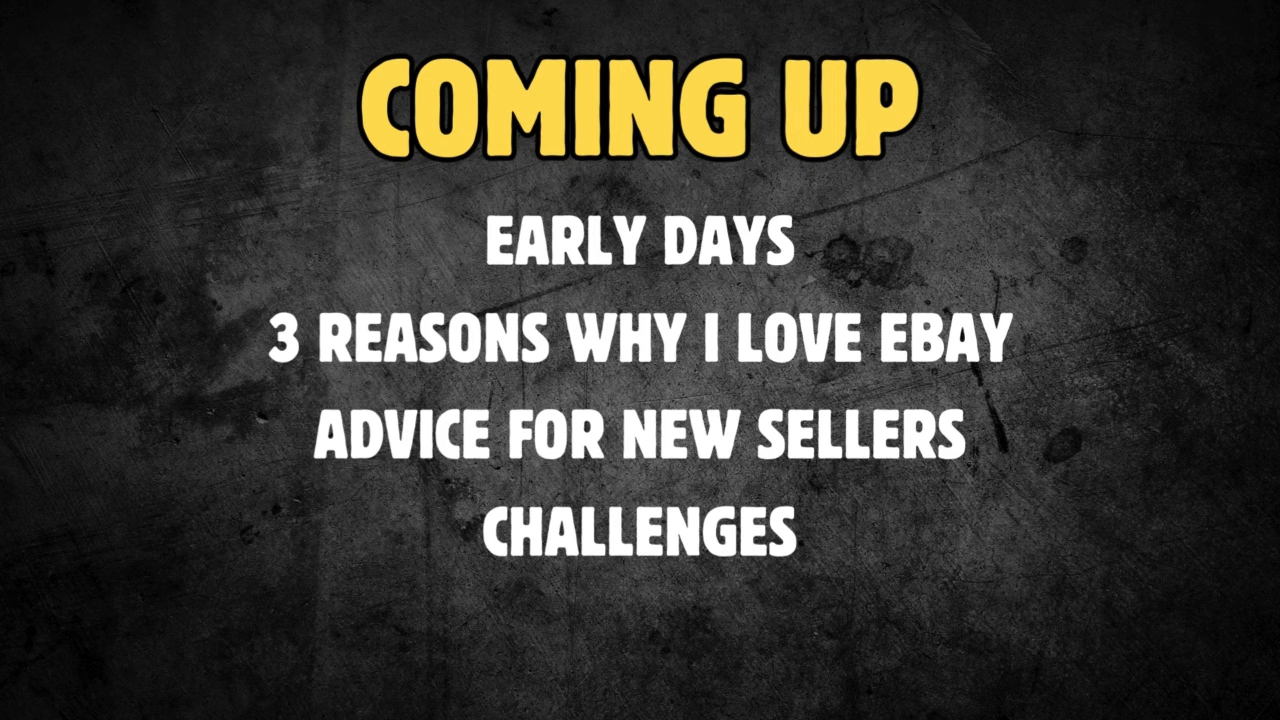 COMING UP
EARLY DAYS
3 REASONS WHY I LOVE EBAY
ADVICE FOR NEW SELLERS
CHALLENGES